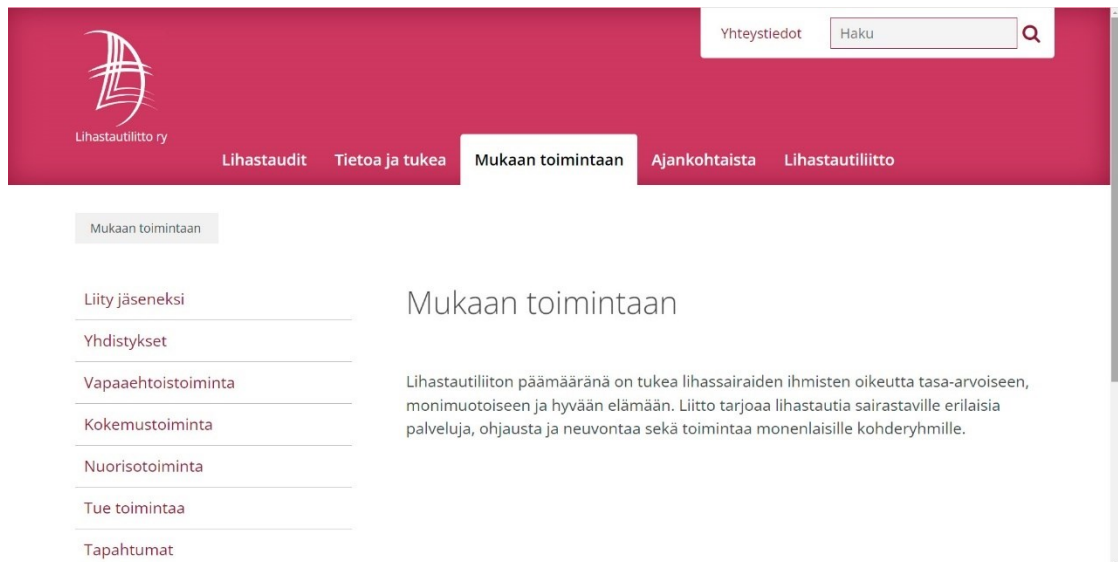 Yhteystiedot
Haku
Lihastautilitto ry
Lihastaudit
Tietoa ja tukea
Mukaan toimintaan
Ajankohtaista
Lihastautiliitto
Mukaan toimintaan
Liity jäseneksi
Yhdistykset
Vapaaehtoistoiminta
Kokemustoiminta
Nuorisotoiminta
Tue toimintaa
Tapahtumat
Mukaan toimintaan
Lihastautiliiton päämääränä on tukea lihassairaiden ihmisten oikeutta tasa-arvoiseen,
monimuotoiseen ja hyvään elämään. Liitto tarjoaa lihastautia sairastaville erilaisia
palveluja, ohjausta ja neuvontaa sekä toimintaa monenlaisille kohderyhmille.